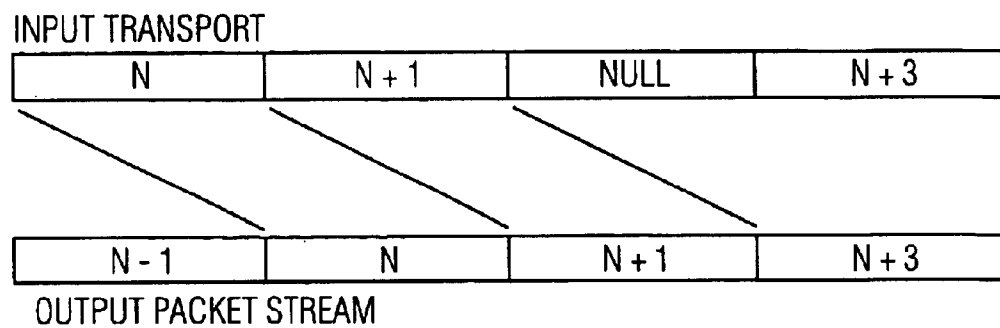 INPUT TRANSPORT
N N + 1 NULL N + 3
N - 1 N N + 1 N + 3
OUTPUT PACKET STREAM